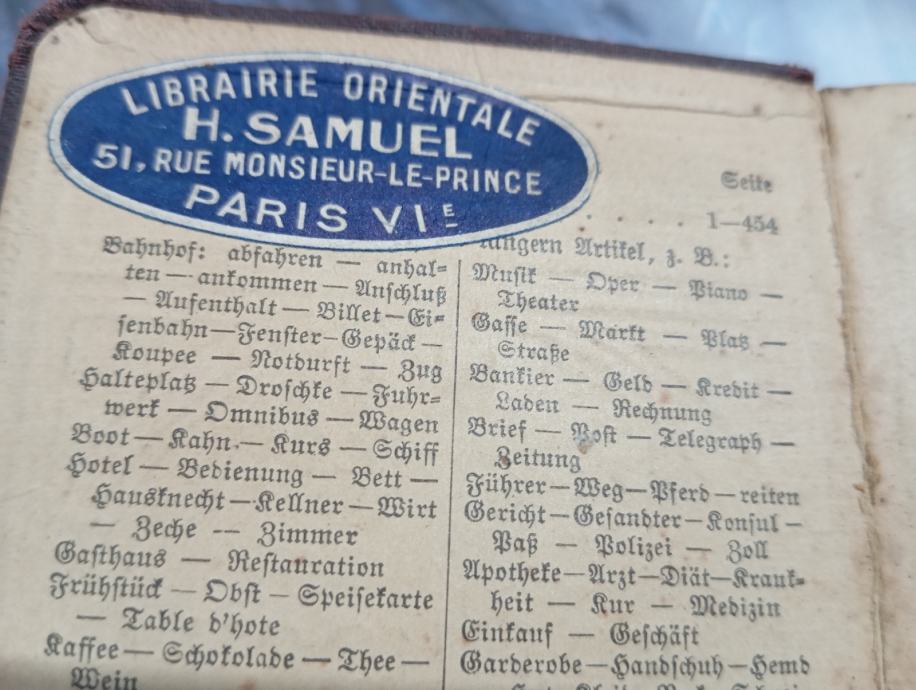 LIBRAIRIE ORIENTALE
H. SAMUEL
51, RUE MONSIEUR-LE-PRINCE
PARIS VIE
Seite
. . . . 1—454
Bahnhof: abfahren — anhal=
ten — ankommen — Anschluß
— Aufenthalt — Billet — Ei=
senbahn — Fenster — Gepäck —
Koupee — Notdurft — Zug
Halteplatz — Droschke — Fuhr=
werk — Omnibus — Wagen
Boot — Kahn — Kurs — Schiff
Hotel — Bedienung — Bett —
Hausknecht — Kellner — Wirt
— Zeche — Zimmer
Gasthaus — Restauration
Frühstück — Obst — Speisekarte
— Table d'hote
Kaffee — Schokolade — Thee —
Wein
Artikel, z. B.:
Musik — Oper — Piano —
Theater
Gasse — Markt — Platz —
Straße
Bankier — Geld — Kredit —
Laden — Rechnung
Brief — Post — Telegraph —
Zeitung
Führer — Weg — Pferd — reiten
Gericht — Gesandter — Konsul —
Paß — Polizei — Zoll
Apotheke — Arzt — Diät — Krank=
heit — Kur — Medizin
Einkauf — Geschäft
Garderobe — Handschuh — Hemd